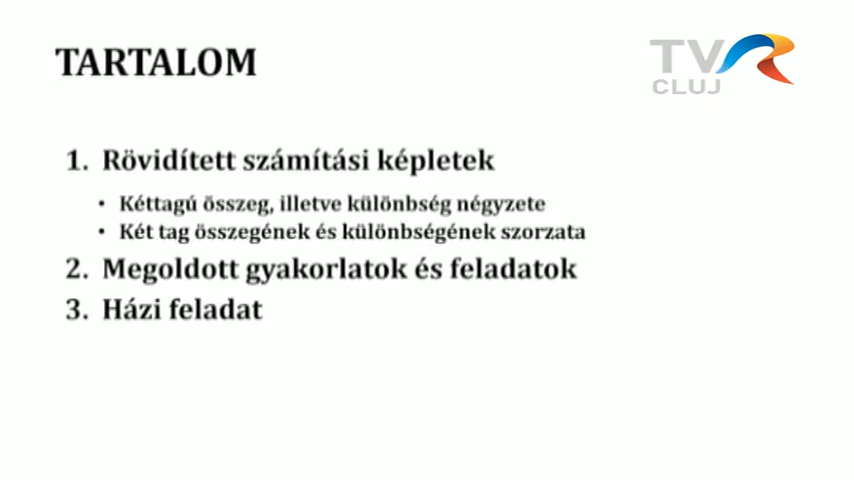 TARTALOM
TVR
CLUJ
1. Rövidített számítási képletek
• Kéttagú összeg, illetve különbség négyzete
• Két tag összegének és különbségének szorzata
2. Megoldott gyakorlatok és feladatok
3. Házi feladat